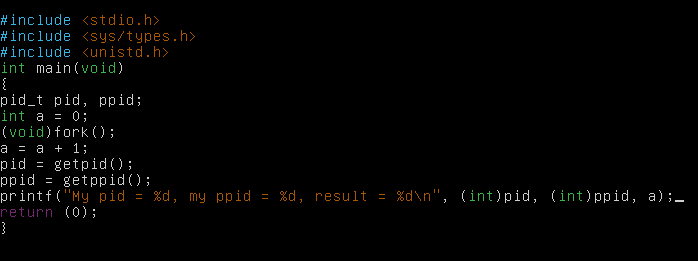 #include <stdio.h>
#include <sys/types.h>
#include <unistd.h>
int main(void)
{
pid_t pid, ppid;
int a = 0;
(void)fork();
a = a + 1;
pid = getpid();
ppid = getppid();
printf("My pid = %d, my ppid = %d, result = %d\n", (int)pid, (int)ppid, a);
return (0);
}